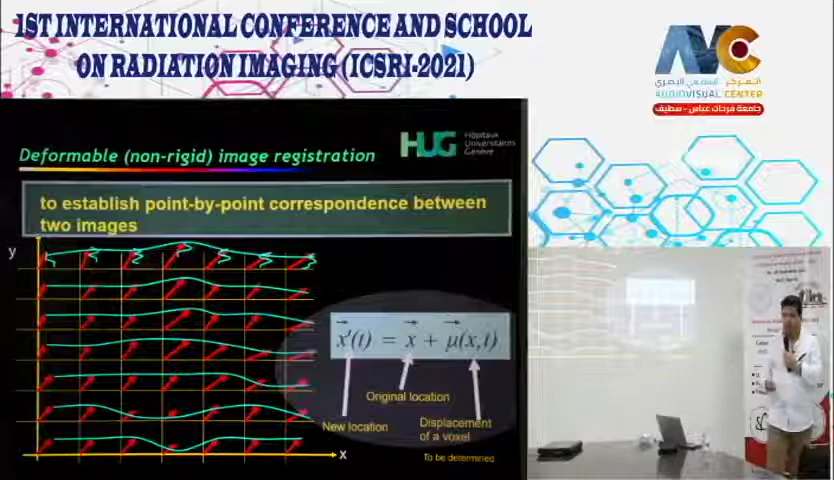 1ST INTERNATIONAL CONFERENCE AND SCHOOL
ON RADIATION IMAGING (ICSRI-2021)
المركز السمعي البصري
AUDIOVISUAL CENTER
جامعة فرحات عباس - سطيف
Deformable (non-rigid) image registration
HUG
Hôpitaux
Universitaires
Genève
to establish point-by-point correspondence between
two images
y
x'(t) = x + μ(x,t)
Original location
New location
Displacement
of a voxel
x
To be determined